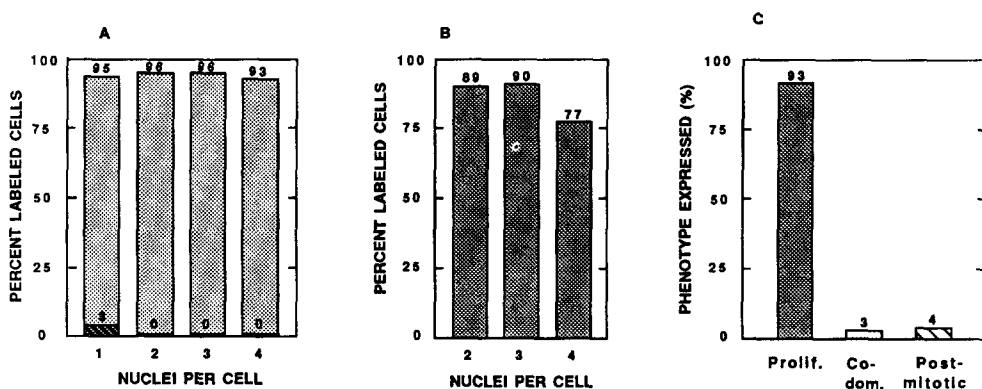 A
PERCENT LABELED CELLS
100
75
50
25
0
95
96
96
93
3
0
0
0
1
2
3
4
NUCLEI PER CELL
B
PERCENT LABELED CELLS
100
75
50
25
0
89
90
77
2
3
4
NUCLEI PER CELL
C
PHENOTYPE EXPRESSED (%)
100
75
50
25
0
93
3
4
Prolif.
Co-
dom.
Post-
mitotic